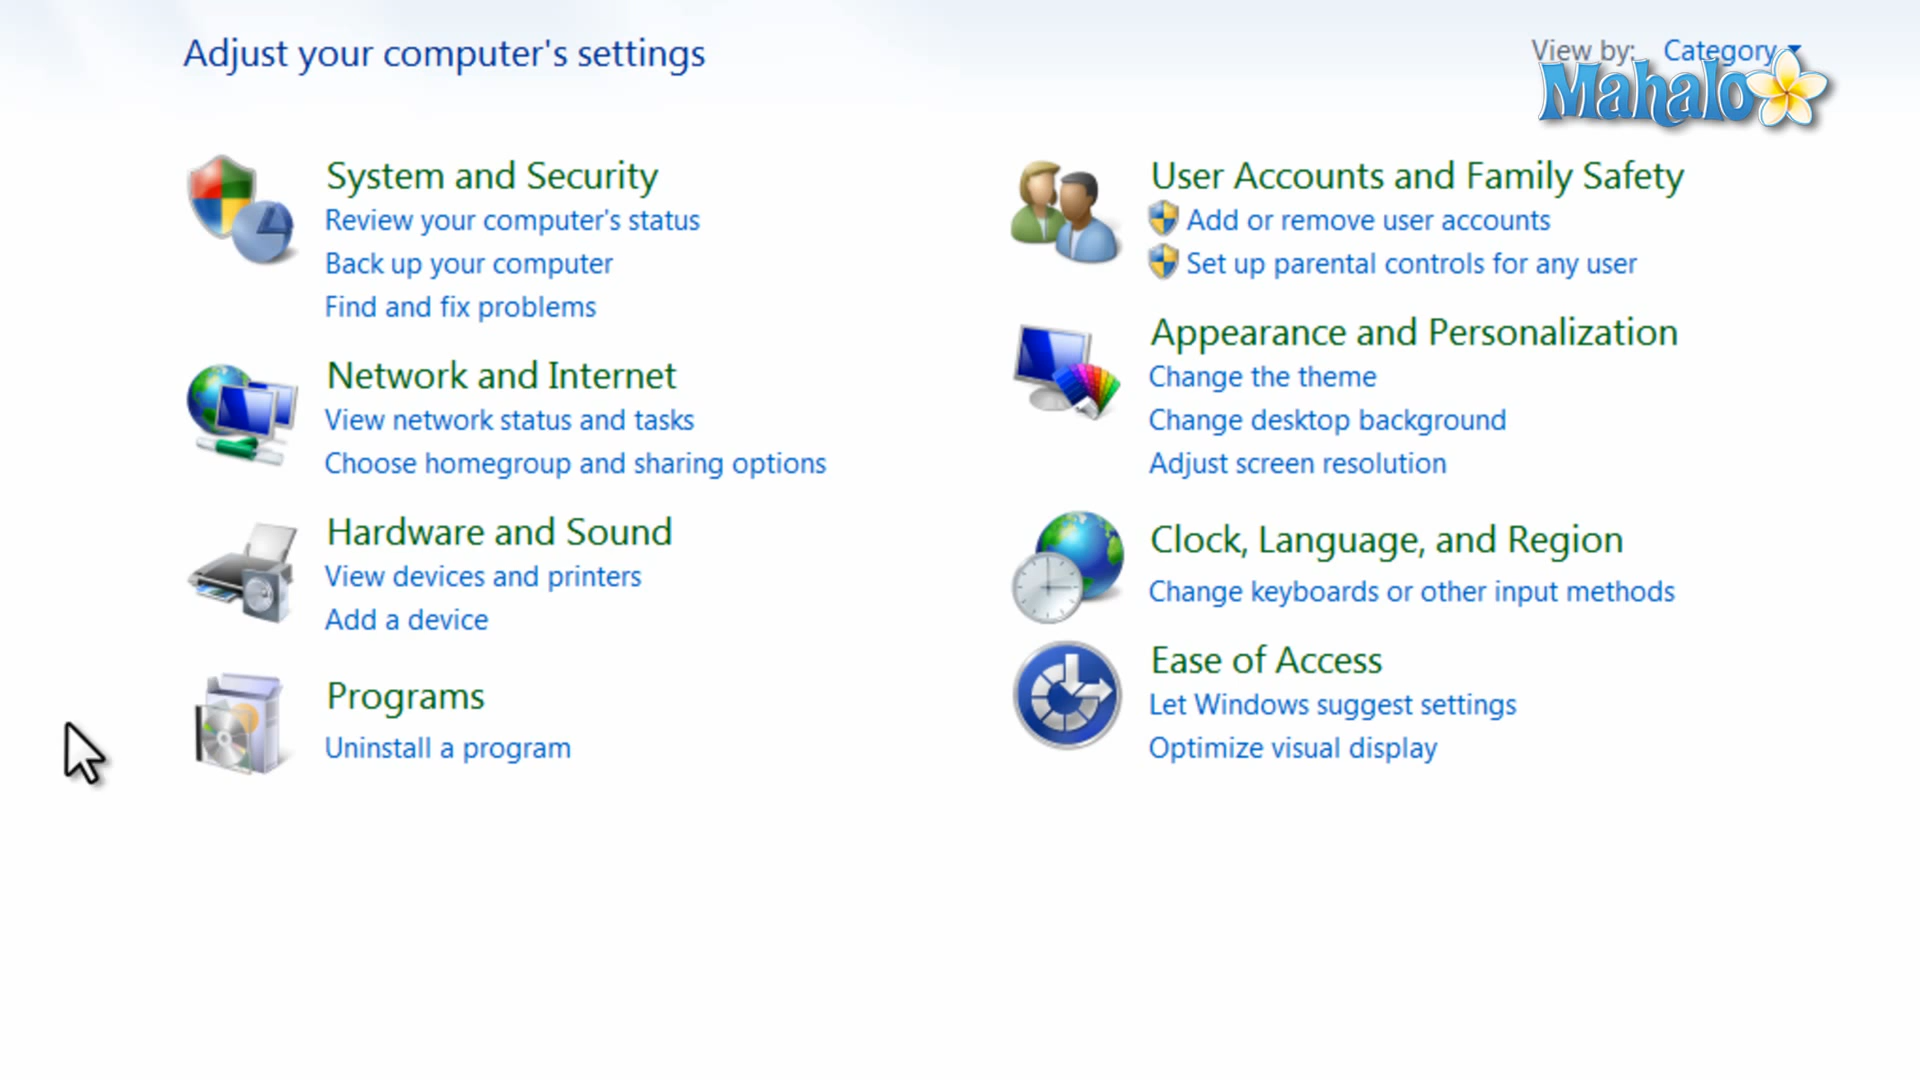 Adjust your computer's settings
View by: Category
Mahalo
System and Security
Review your computer's status
Back up your computer
Find and fix problems
Network and Internet
View network status and tasks
Choose homegroup and sharing options
Hardware and Sound
View devices and printers
Add a device
Programs
Uninstall a program
User Accounts and Family Safety
Add or remove user accounts
Set up parental controls for any user
Appearance and Personalization
Change the theme
Change desktop background
Adjust screen resolution
Clock, Language, and Region
Change keyboards or other input methods
Ease of Access
Let Windows suggest settings
Optimize visual display